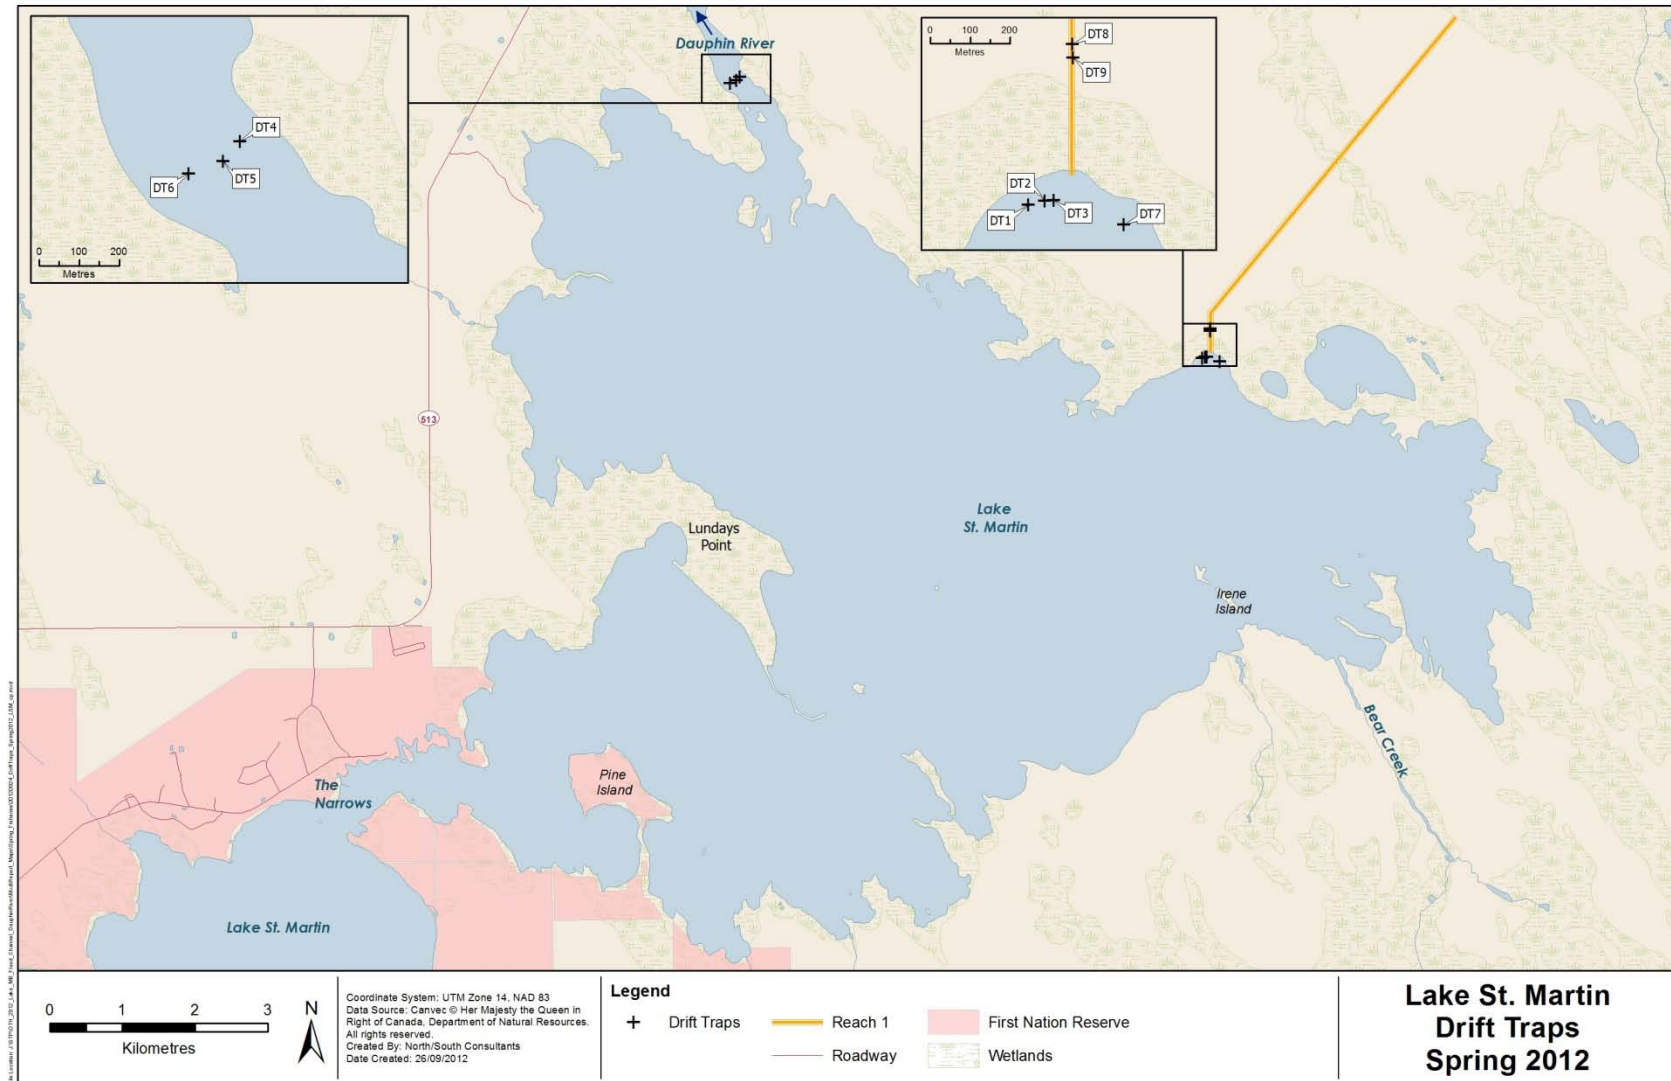 Dauphin River
DT4
DT5
DT6
0 100 200
Metres
0 100 200
Metres
DT8
DT9
DT2
DT1
DT3
DT7
513
Lundays
Point
Lake
St. Martin
Irene
Island
Bear Creek
The
Narrows
Pine
Island
Lake St. Martin
0 1 2 3
Kilometres
N
Coordinate System: UTM Zone 14, NAD 83
Data Source: Canvec © Her Majesty the Queen in
Right of Canada, Department of Natural Resources.
All rights reserved.
Created By: North/South Consultants
Date Created: 26/09/2012
Legend
Drift Traps
Reach 1
Roadway
First Nation Reserve
Wetlands
Lake St. Martin
Drift Traps
Spring 2012